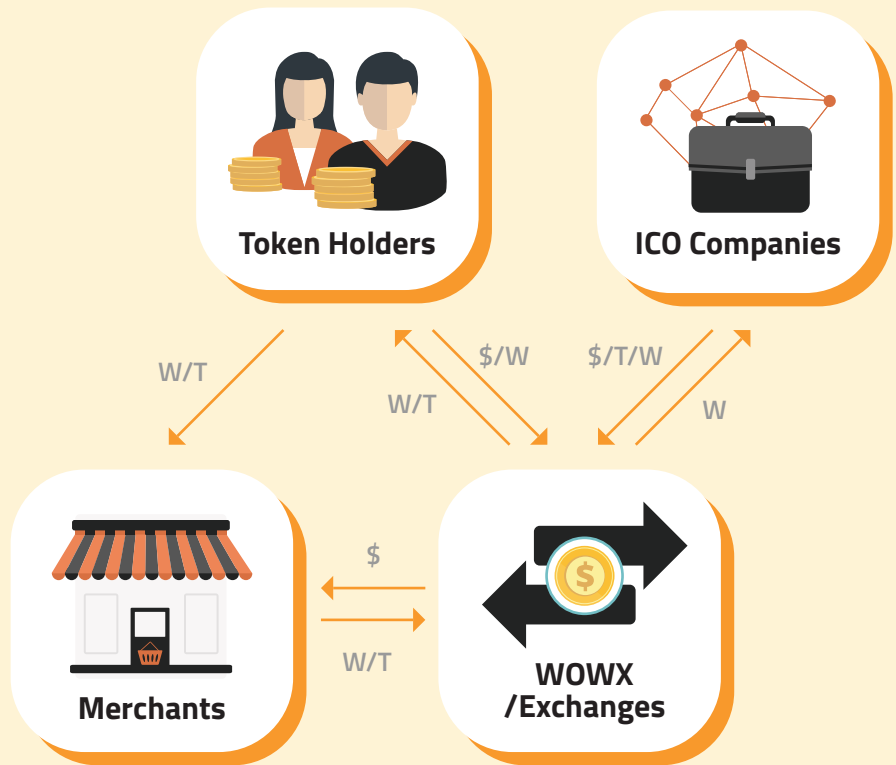 Token Holders
ICO Companies
W/T
$/W
W/T
$/T/W
W
$
W/T
$
Merchants
WOWX
/Exchanges